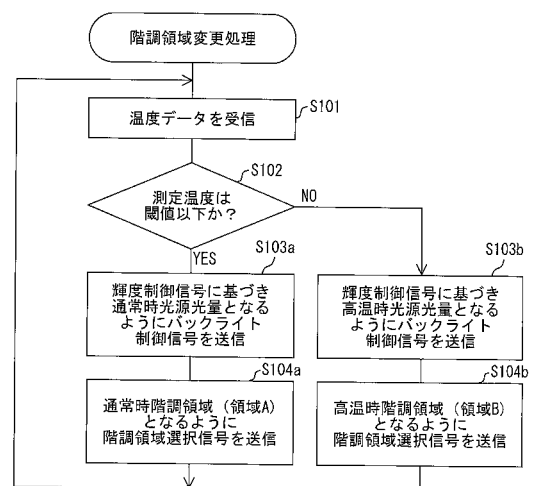 階調領域変更処理
S101
温度データを受信
S102
測定温度は
閾値以下か?
NO
YES
S103a
輝度制御信号に基づき
通常時光源光量となる
ようにバックライト
制御信号を送信
S103b
輝度制御信号に基づき
高温時光源光量となる
ようにバックライト
制御信号を送信
S104a
通常時階調領域(領域A)
となるように
階調領域選択信号を送信
S104b
高温時階調領域(領域B)
となるように
階調領域選択信号を送信